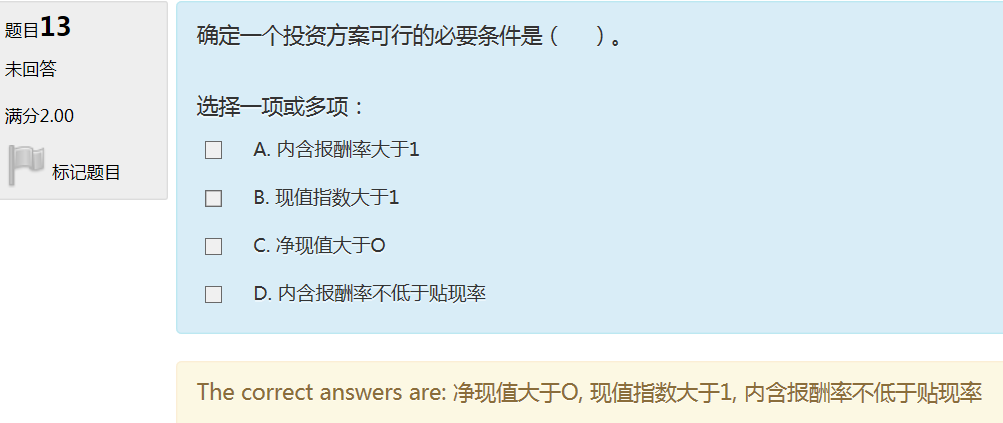 题目13
未回答
满分2.00
标记题目
确定一个投资方案可行的必要条件是（　　）。
选择一项或多项：
A. 内含报酬率大于1
B. 现值指数大于1
C. 净现值大于O
D. 内含报酬率不低于贴现率
The correct answers are: 净现值大于O, 现值指数大于1, 内含报酬率不低于贴现率